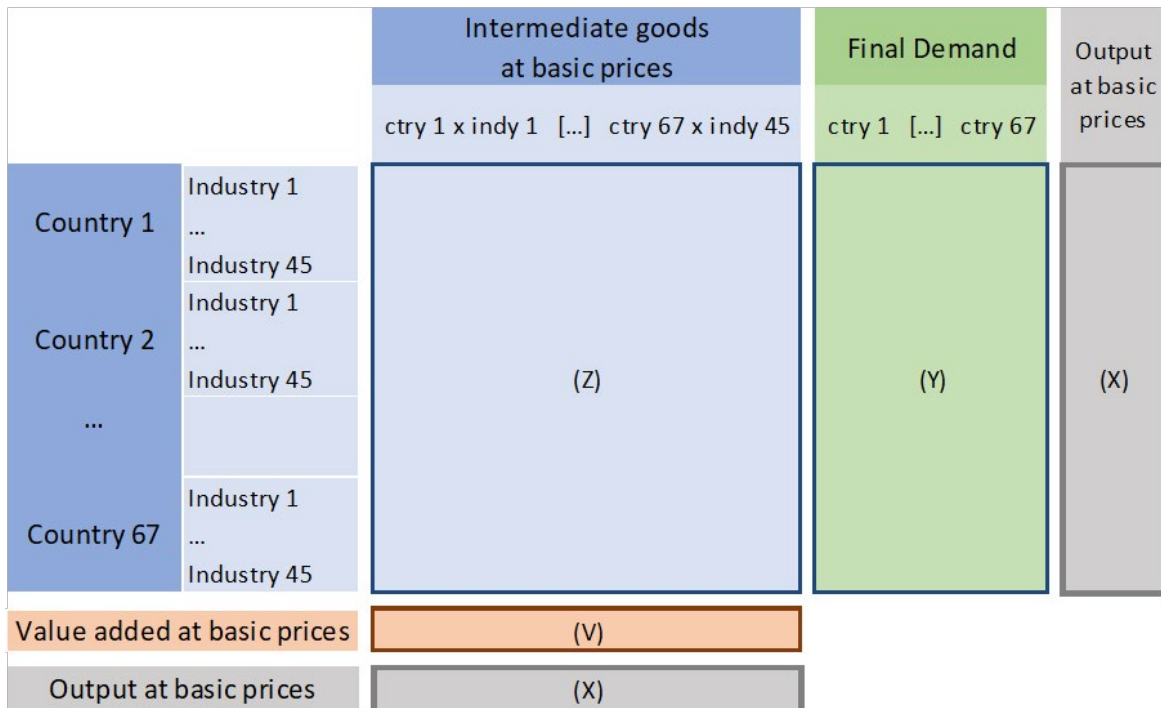 Intermediate goods
at basic prices
Final Demand
Output
at basic
prices
ctry 1 x indy 1 [...] ctry 67 x indy 45
ctry 1 [...] ctry 67
Country 1
Industry 1
...
Industry 45
Country 2
Industry 1
...
Industry 45
...
Country 67
Industry 1
...
Industry 45
(Z)
(Y)
(X)
Value added at basic prices
(V)
Output at basic prices
(X)